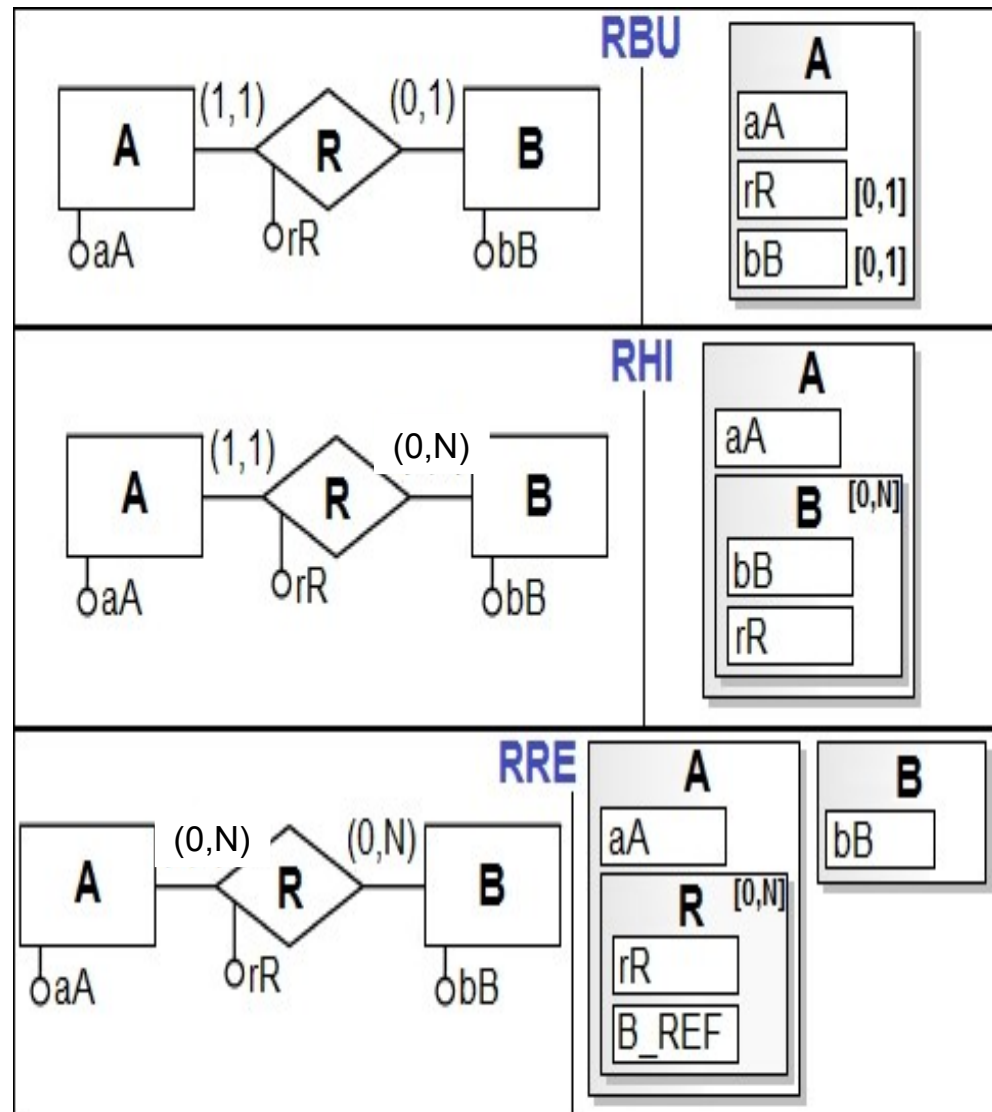 RBU
A
(1,1)
R
(0,1)
B
aA
rR
bB
A
aA
rR [0,1]
bB [0,1]
RHI
A
(1,1)
R
(0,N)
B
aA
rR
bB
A
aA
B [0,N]
bB
rR
RRE
A
(0,N)
R
(0,N)
B
aA
rR
bB
A
aA
R [0,N]
rR
B_REF
B
bB